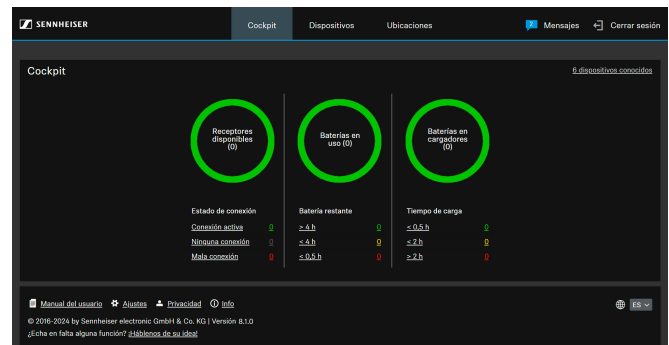 SENNHEISER
Cockpit
Dispositivos
Ubicaciones
2
Mensajes
Cerrar sesión
Cockpit
6 dispositivos conocidos
Receptores
disponibles
(0)
Baterías en
uso (0)
Baterías en
cargadores
(0)
Estado de conexión
Conexión activa 0
Ninguna conexión 0
Mala conexión 0
Batería restante
> 4 h 0
< 4 h 0
< 0,5 h 0
Tiempo de carga
< 0,5 h 0
< 2 h 0
> 2 h 0
Manual del usuario Ajustes Privacidad Info
ES
© 2016-2024 by Sennheiser electronic GmbH & Co. KG | Versión 8.1.0
¿Echa en falta alguna función? ¡Háblenos de su idea!